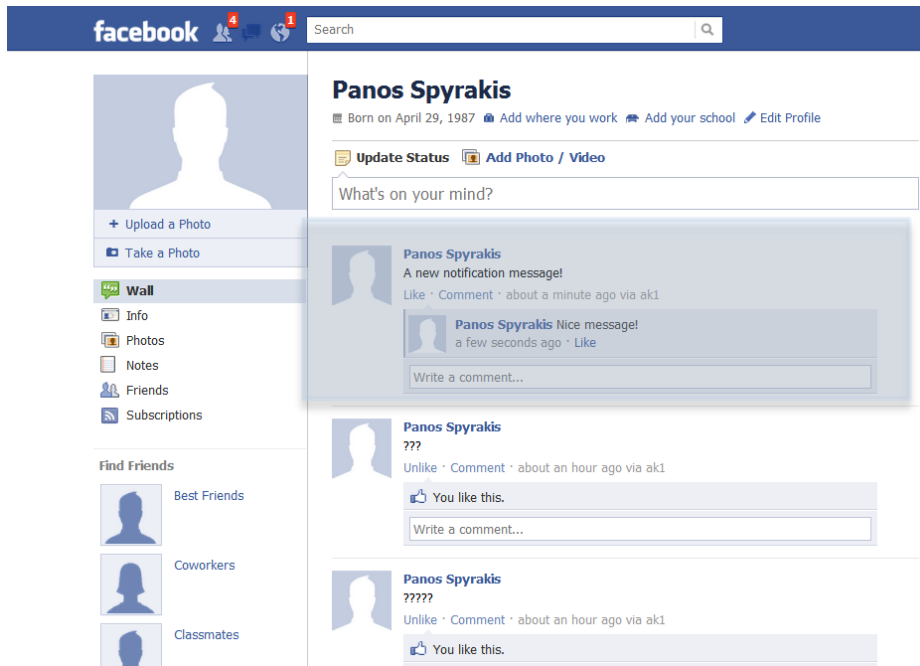 facebook
4
1
Search
Panos Spyrakis
Born on April 29, 1987 Add where you work Add your school Edit Profile
Update Status Add Photo / Video
What's on your mind?
+ Upload a Photo
Take a Photo
Wall
Info
Photos
Notes
Friends
Subscriptions
Find Friends
Best Friends
Coworkers
Classmates
Panos Spyrakis
A new notification message!
Like · Comment · about a minute ago via ak1
Panos Spyrakis Nice message!
a few seconds ago · Like
Write a comment...
Panos Spyrakis
???
Unlike · Comment · about an hour ago via ak1
You like this.
Write a comment...
Panos Spyrakis
?????
Unlike · Comment · about an hour ago via ak1
You like this.